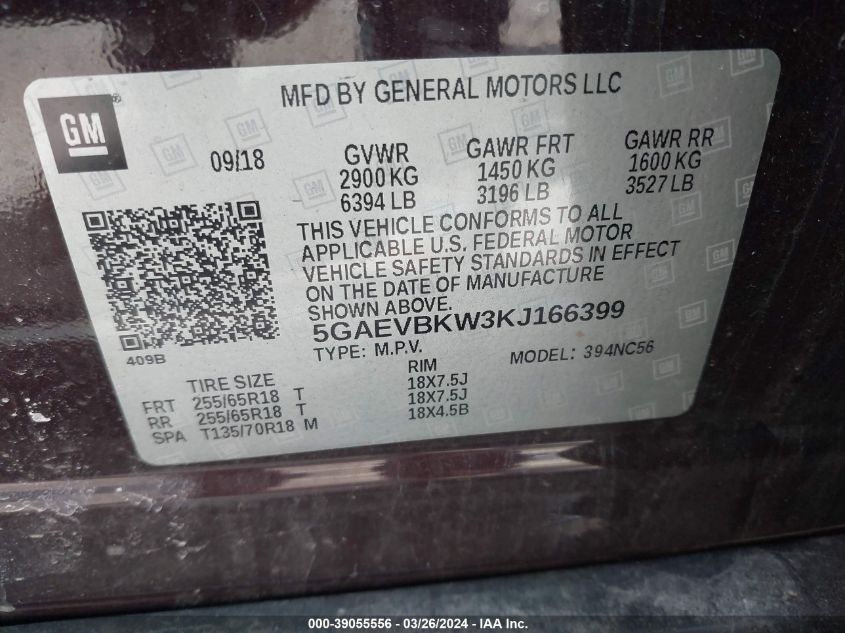 MFD BY GENERAL MOTORS LLC
GM
®
09/18
GVWR
2900 KG
6394 LB
GAWR FRT
1450 KG
3196 LB
GAWR RR
1600 KG
3527 LB
THIS VEHICLE CONFORMS TO ALL
APPLICABLE U.S. FEDERAL MOTOR
VEHICLE SAFETY STANDARDS IN EFFECT
ON THE DATE OF MANUFACTURE
SHOWN ABOVE.
409B
5GAEVBKW3KJ166399
TYPE: M.P.V.
MODEL: 394NC56
TIRE SIZE RIM
FRT 255/65R18 T 18X7.5J
RR 255/65R18 T 18X7.5J
SPA T135/70R18 M 18X4.5B
000-39055556 - 03/26/2024 - IAA Inc.